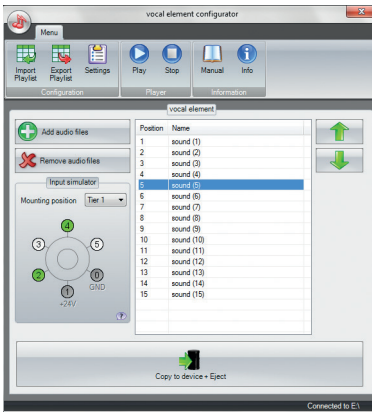 vocal element configurator
Menu
Import Playlist
Export Playlist
Settings
Play
Stop
Manual
Info
Configuration
Player
Information
vocal element
Add audio files
Remove audio files
Input simulator
Mounting position Tier 1
4
3
5
2
0
1
GND
+24V
Position Name
1 sound (1)
2 sound (2)
3 sound (3)
4 sound (4)
5 sound (5)
6 sound (6)
7 sound (7)
8 sound (8)
9 sound (9)
10 sound (10)
11 sound (11)
12 sound (12)
13 sound (13)
14 sound (14)
15 sound (15)
Copy to device + Eject
Connected to E:\